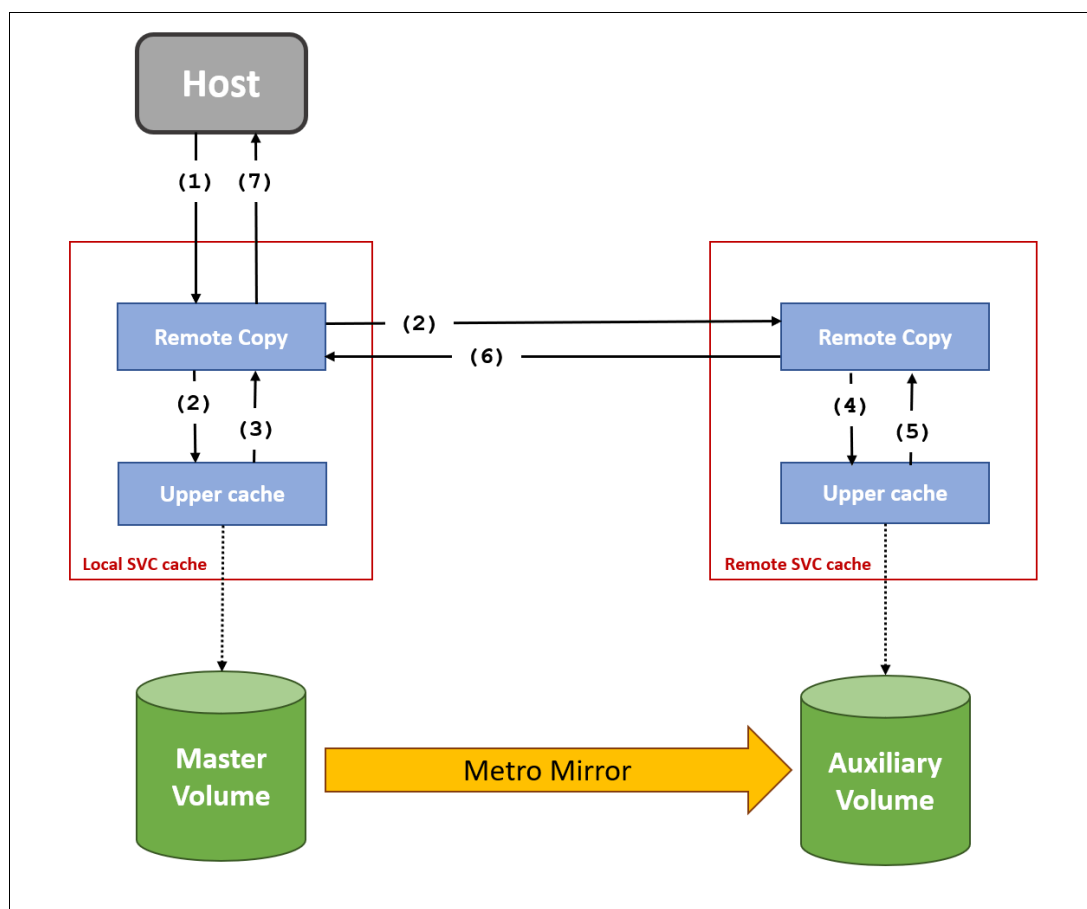 Host
(1)
(7)
Remote Copy
(2)
Remote Copy
(6)
(2)
(3)
(4)
(5)
Upper cache
Upper cache
Local SVC cache
Remote SVC cache
Master
Volume
Metro Mirror
Auxiliary
Volume